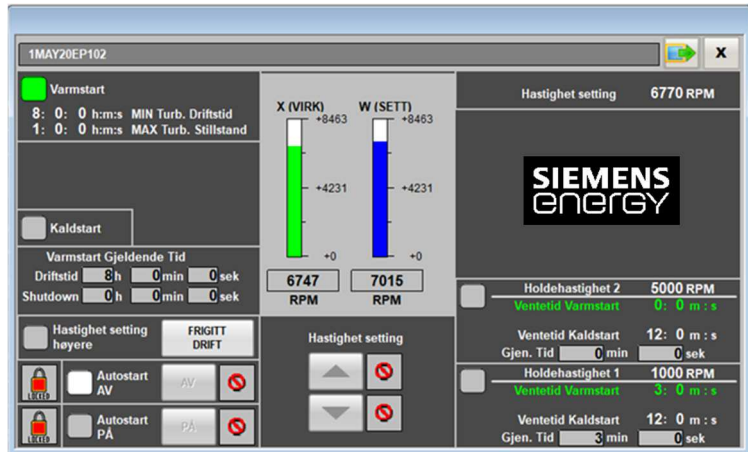 1MAY20EP102
X
Varmstart
8: 0: 0 h:m:s MIN Turb. Driftstid
1: 0: 0 h:m:s MAX Turb. Stillstand
Kaldstart
Varmstart Gjeldende Tid
Driftstid 8 h 0 min 0 sek
Shutdown 0 h 0 min 0 sek
Hastighet setting høyere
FRIGITT DRIFT
LOCKED
Autostart AV
AV
LOCKED
Autostart PÅ
PÅ
X (VIRK) W (SETT)
+8463 +8463
+4231 +4231
+0 +0
6747 7015
RPM RPM
Hastighet setting
Hastighet setting 6770 RPM
SIEMENS
energy
Holdehastighet 2 5000 RPM
Ventetid Varmstart 0: 0 m : s
Ventetid Kaldstart 12: 0 m : s
Gjen. Tid 0 min 0 sek
Holdehastighet 1 1000 RPM
Ventetid Varmstart 3: 0 m : s
Ventetid Kaldstart 12: 0 m : s
Gjen. Tid 3 min 0 sek